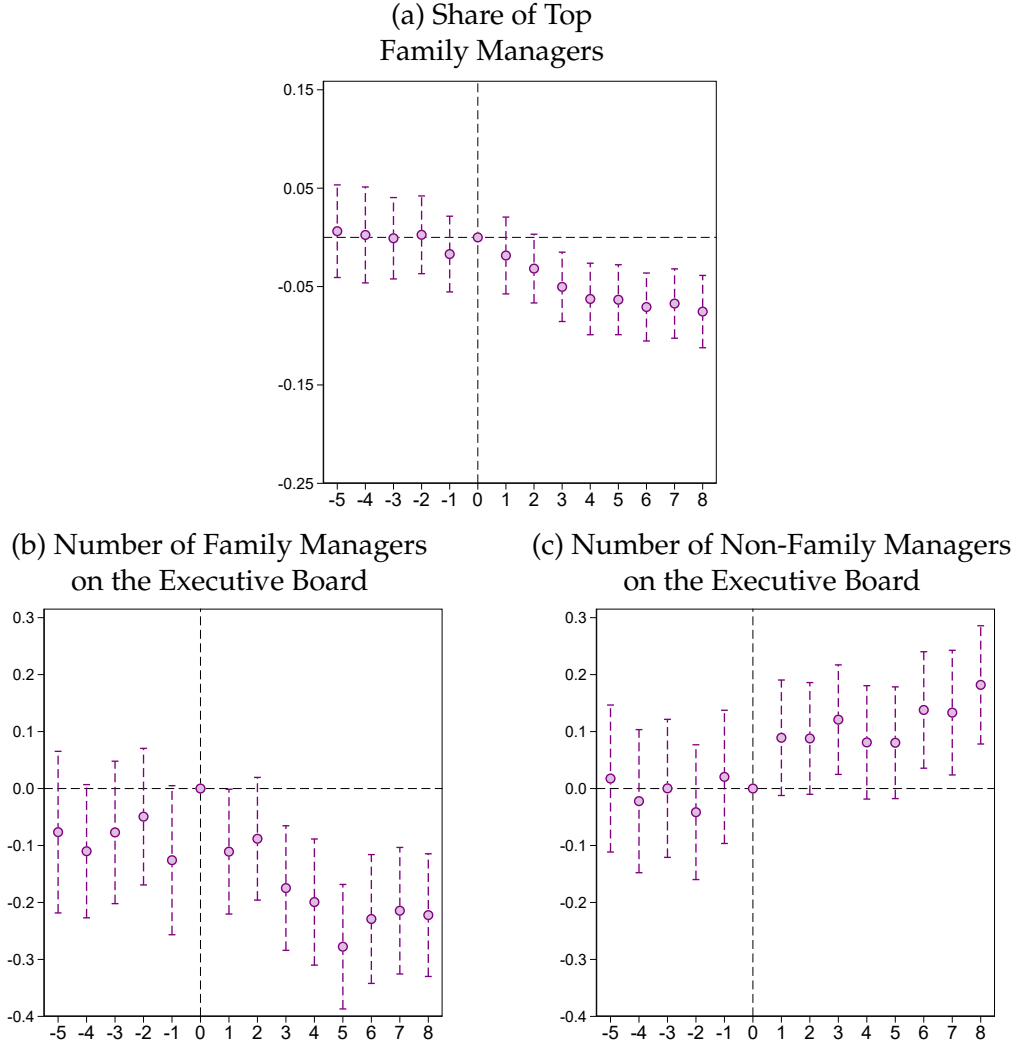 (a) Share of Top
Family Managers
0.15
0.05
-0.05
-0.15
-0.25
-5 -4 -3 -2 -1 0 1 2 3 4 5 6 7 8
(b) Number of Family Managers
on the Executive Board
0.3
0.2
0.1
0.0
-0.1
-0.2
-0.3
-0.4
-5 -4 -3 -2 -1 0 1 2 3 4 5 6 7 8
(c) Number of Non-Family Managers
on the Executive Board
0.3
0.2
0.1
0.0
-0.1
-0.2
-0.3
-0.4
-5 -4 -3 -2 -1 0 1 2 3 4 5 6 7 8